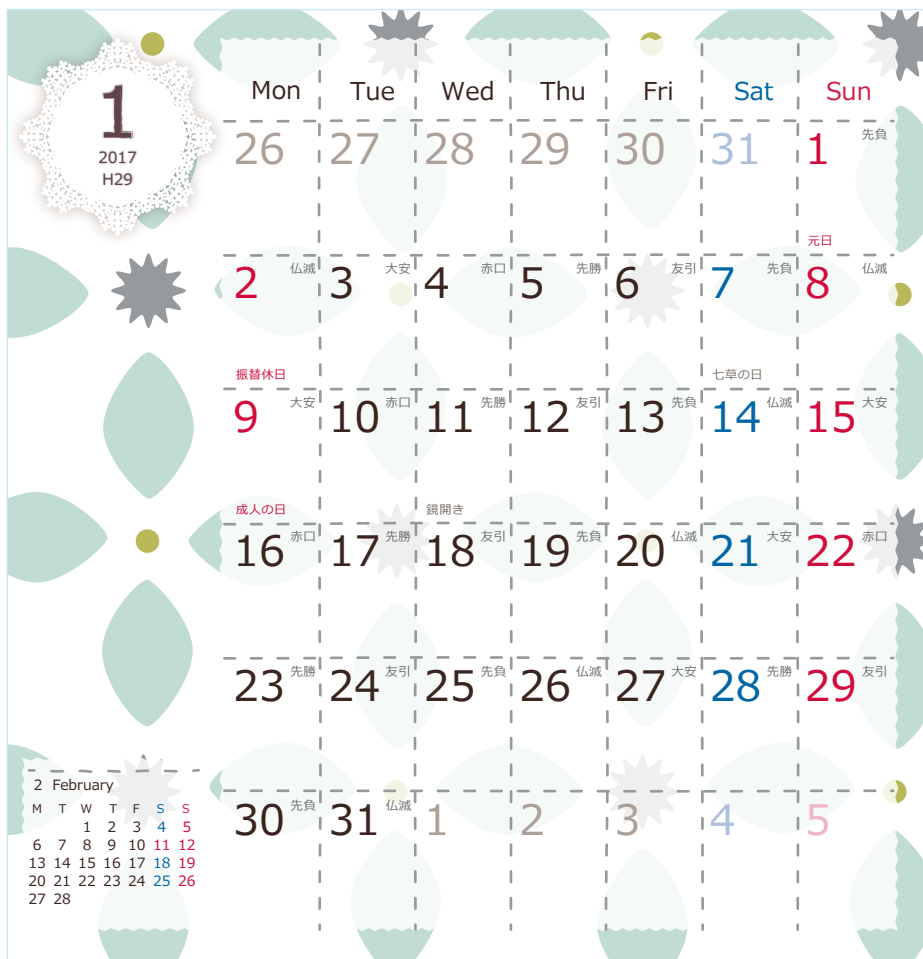 1
2017
H29
Mon Tue Wed Thu Fri Sat Sun
26 27 28 29 30 31 1 先負
元日
2 仏滅 3 大安 4 赤口 5 先勝 6 友引 7 先負 8 仏滅
振替休日 七草の日
9 大安 10 赤口 11 先勝 12 友引 13 先負 14 仏滅 15 大安
成人の日 鏡開き
16 赤口 17 先勝 18 友引 19 先負 20 仏滅 21 大安 22 赤口
23 先勝 24 友引 25 先負 26 仏滅 27 大安 28 先勝 29 友引
30 先負 31 仏滅 1 2 3 4 5
2 February
M T W T F S S
1 2 3 4 5
6 7 8 9 10 11 12
13 14 15 16 17 18 19
20 21 22 23 24 25 26
27 28